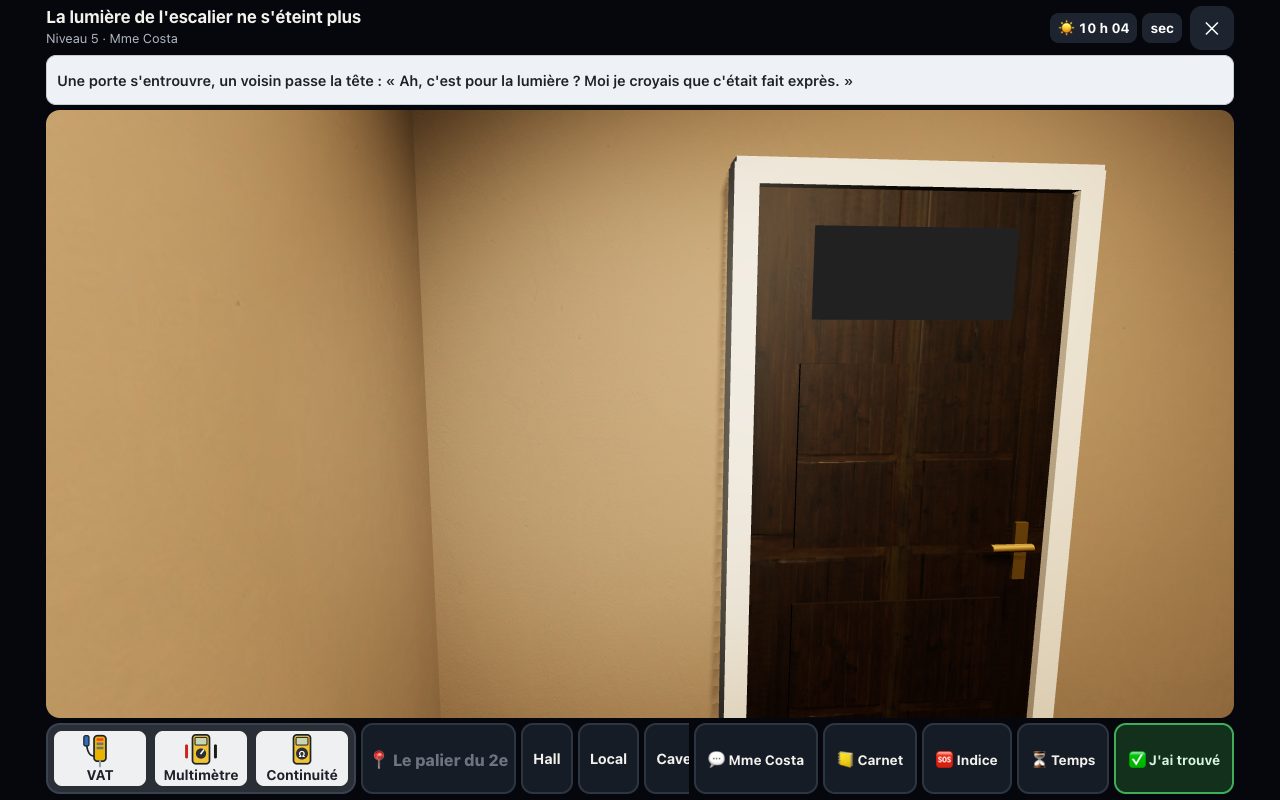 La lumière de l'escalier ne s'éteint plus
Niveau 5 · Mme Costa
☀️ 10 h 04
sec
Une porte s'entrouvre, un voisin passe la tête : « Ah, c'est pour la lumière ? Moi je croyais que c'était fait exprès. »
VAT
Multimètre
Continuité
Le palier du 2e
Hall
Local
Cave
Mme Costa
Carnet
SOS Indice
Temps
J'ai trouvé